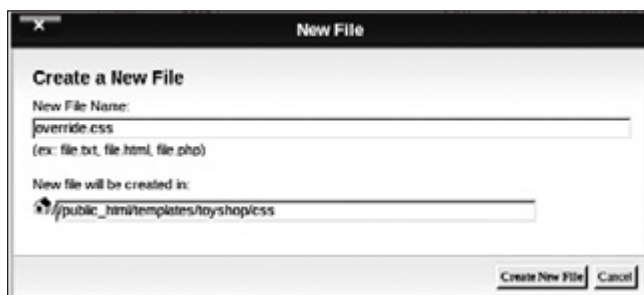 New File
Create a New File
New File Name:
override.css
(ex: file.txt, file.html, file.php)
New file will be created in:
//public_html/templates/toyshop/css
Create New File Cancel